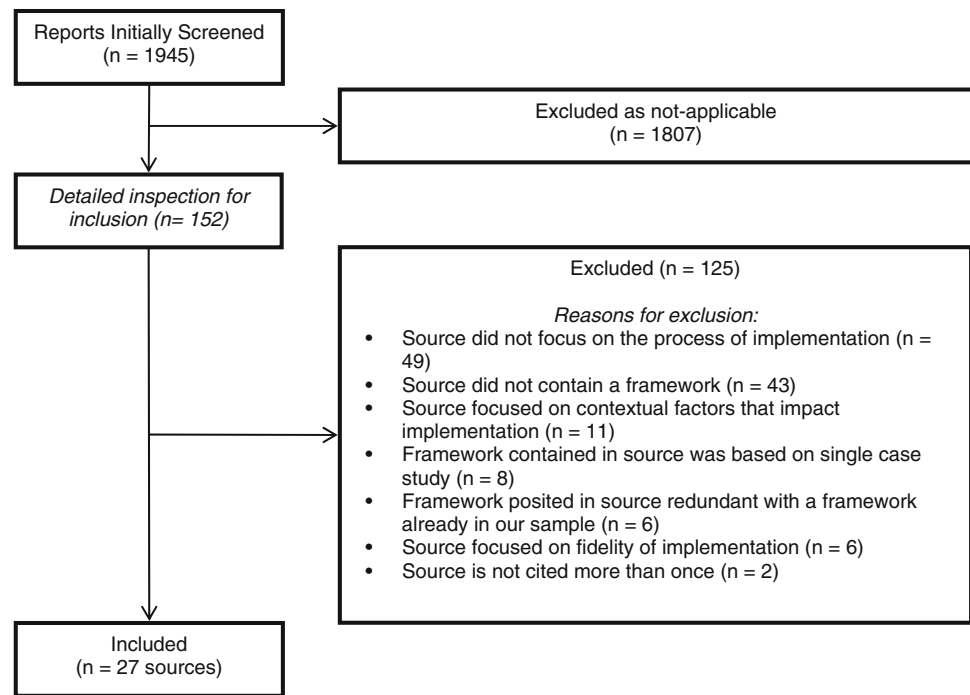 Reports Initially Screened
(n = 1945)
Excluded as not-applicable
(n = 1807)
Detailed inspection for
inclusion (n= 152)
Excluded (n = 125)
Reasons for exclusion:
• Source did not focus on the process of implementation (n =
49)
• Source did not contain a framework (n = 43)
• Source focused on contextual factors that impact
implementation (n = 11)
• Framework contained in source was based on single case
study (n = 8)
• Framework posited in source redundant with a framework
already in our sample (n = 6)
• Source focused on fidelity of implementation (n = 6)
• Source is not cited more than once (n = 2)
Included
(n = 27 sources)